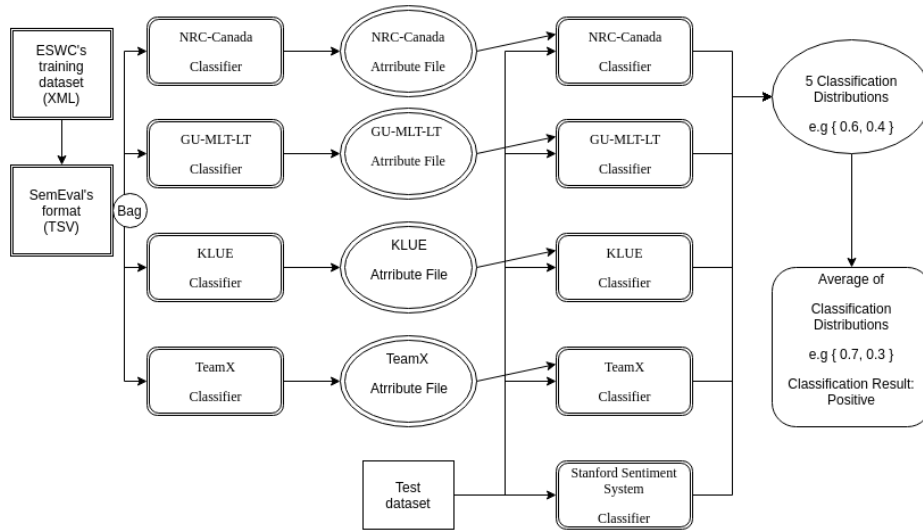 ESWC's
training
dataset
(XML)
SemEval's
format
(TSV)
Bag
NRC-Canada
Classifier
GU-MLT-LT
Classifier
KLUE
Classifier
TeamX
Classifier
NRC-Canada
Atrribute File
GU-MLT-LT
Atrribute File
KLUE
Atrribute File
TeamX
Atrribute File
Test
dataset
NRC-Canada
Classifier
GU-MLT-LT
Classifier
KLUE
Classifier
TeamX
Classifier
Stanford Sentiment
System
Classifier
5 Classification
Distributions
e.g { 0.6, 0.4 }
Average of
Classification
Distributions
e.g { 0.7, 0.3 }
Classification Result:
Positive